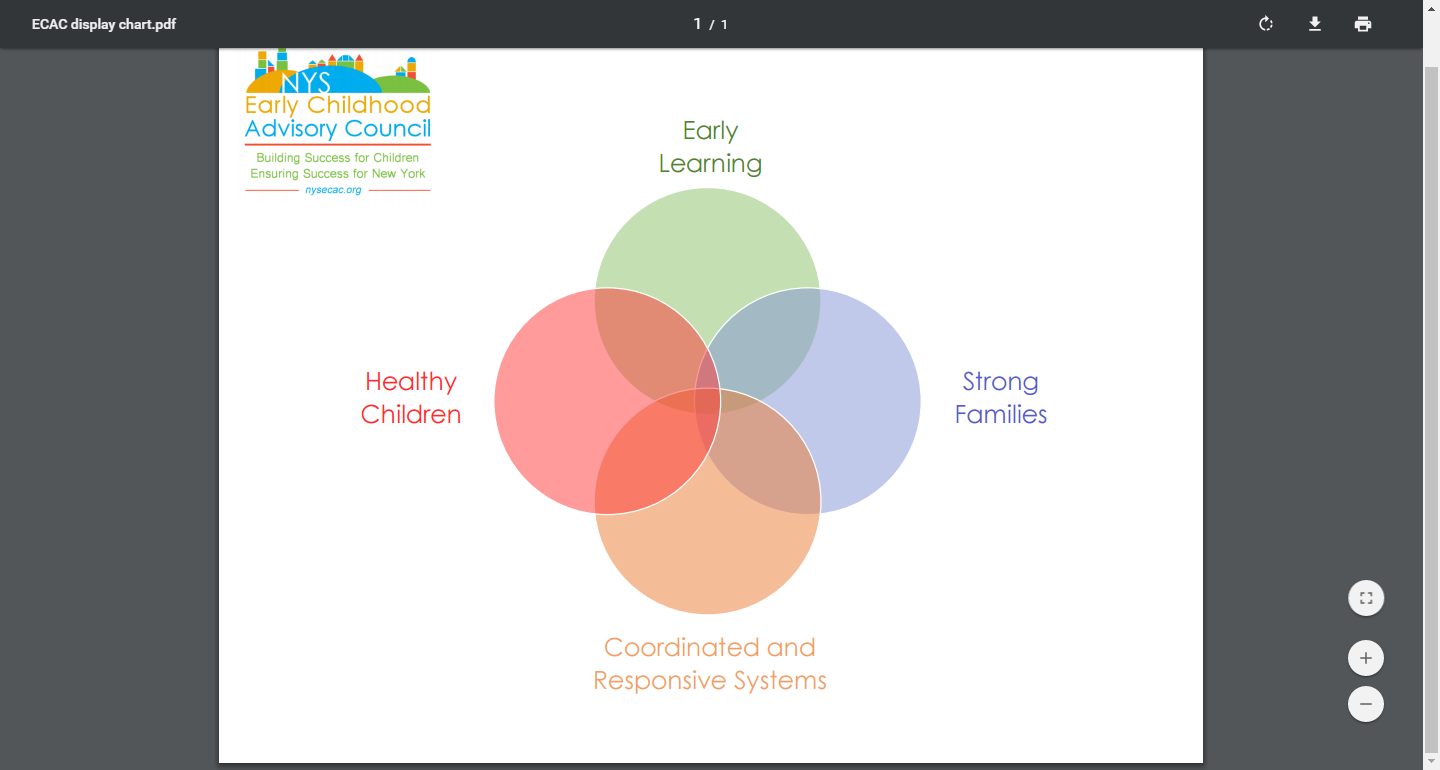 ECAC display chart.pdf
1 / 1
NYS
Early Childhood
Advisory Council
Building Success for Children
Ensuring Success for New York
nysecac.org
Early
Learning
Healthy
Children
Strong
Families
Coordinated and
Responsive Systems